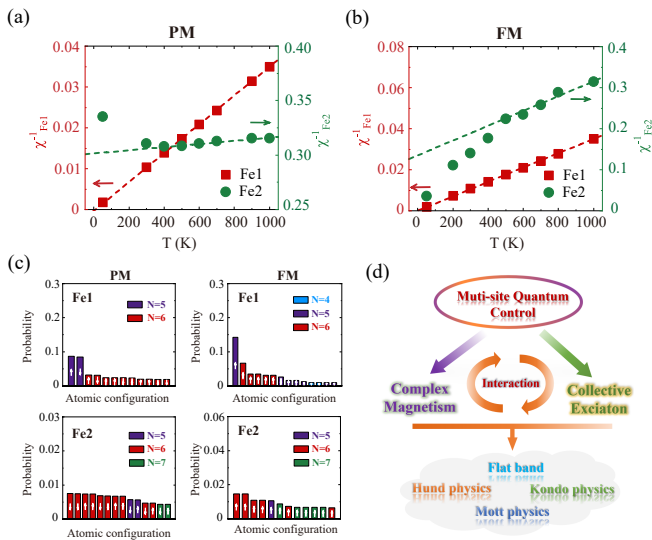 (a)
PM
0.04
0.03
0.02
0.01
0
χ⁻¹Fe1
0.40
0.35
0.30
0.25
χ⁻¹Fe2
Fe1
Fe2
0 200 400 600 800 1000
T (K)
(b)
FM
0.08
0.06
0.04
0.02
0
χ⁻¹Fe1
0.4
0.3
0.2
0.1
0
χ⁻¹Fe2
Fe1
Fe2
0 200 400 600 800 1000
T (K)
(c)
PM
Fe1
N=5
N=6
0.3
0.2
0.1
0
Probability
Atomic configuration
FM
Fe1
N=4
N=5
N=6
0.3
0.2
0.1
0
Probability
Atomic configuration
Fe2
N=5
N=6
N=7
0.02
0.01
0
Probability
Atomic configuration
Fe2
N=5
N=6
N=7
0.06
0.04
0.02
0
Probability
Atomic configuration
(d)
Muti-site Quantum
Control
Interaction
Complex
Magnetism
Collective
Exciaton
Flat band
Hund physics
Kondo physics
Mott physics